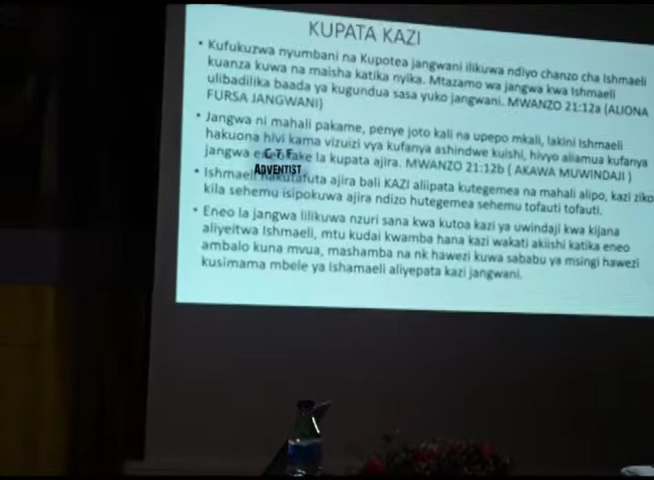 KUPATA KAZI
• Kufukuzwa nyumbani na Kupotea jangwani ilikuwa ndiyo chanzo cha Ishmaeli
kuanza kuwa na maisha katika nyika. Mtazamo wa jangwa kwa Ishmaeli
ulibadilika baada ya kugundua sasa yuko jangwani. MWANZO 21:12a (ALIONA
FURSA JANGWANI)
• Jangwa ni mahali pakame, penye joto kali na upepo mkali, lakini Ishmaeli
hakuona hivi kama vizuizi vya kufanya ashindwe kuishi, hivyo aliamua kufanya
jangwa la kupata ajira. MWANZO 21:12b ( AKAWA MUWINDAJI )
C T F
ADVENTIST
• Ishmaeli hakutafuta ajira bali KAZI aliipata kutegemea na mahali alipo, kazi ziko
kila sehemu isipokuwa ajira ndizo hutegemea sehemu tofauti tofauti.
• Eneo la jangwa lilikuwa nzuri sana kwa kutoa kazi ya uwindaji kwa kijana
aliyeitwa Ishmaeli, mtu kudai kwamba hana kazi wakati akiishi katika eneo
ambalo kuna mvua, mashamba na nk hawezi kuwa sababu ya msingi hawezi
kusimama mbele ya Ishamaeli aliyepata kazi jangwani.